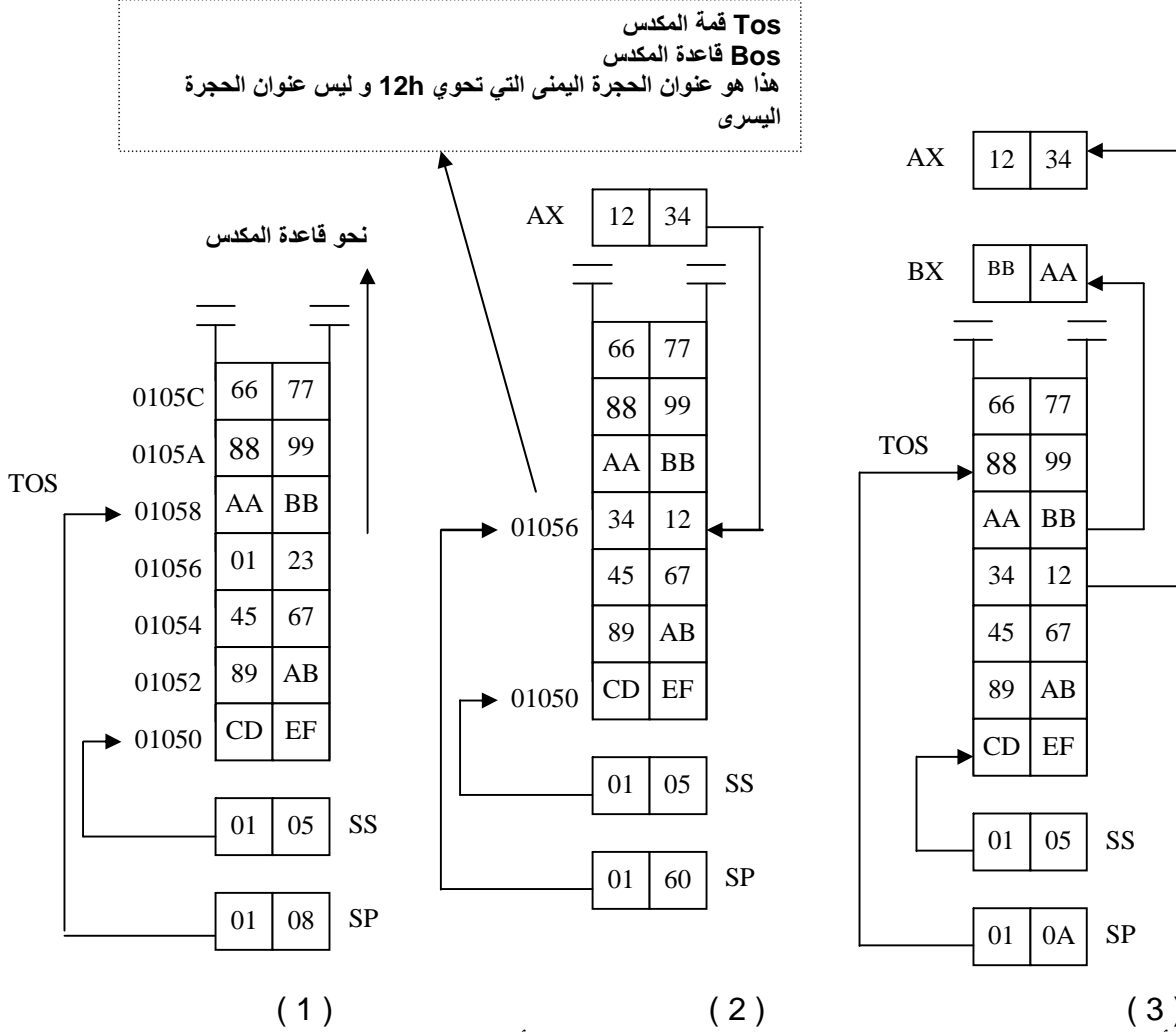 Tos قمة المكدس
Bos قاعدة المكدس
هذا هو عنوان الحجرة اليمنى التي تحوي 12h و ليس عنوان الحجرة
اليسرى
نحو قاعدة المكدس
0105C 66 77
0105A 88 99
TOS
01058 AA BB
01056 01 23
01054 45 67
01052 89 AB
01050 CD EF
01 05 SS
01 08 SP
( 1 )
AX 12 34
66 77
88 99
AA BB
01056 34 12
45 67
89 AB
01050 CD EF
01 05 SS
01 60 SP
( 2 )
AX 12 34
BX BB AA
66 77
TOS 88 99
AA BB
34 12
45 67
89 AB
CD EF
01 05 SS
01 0A SP
( 3 )